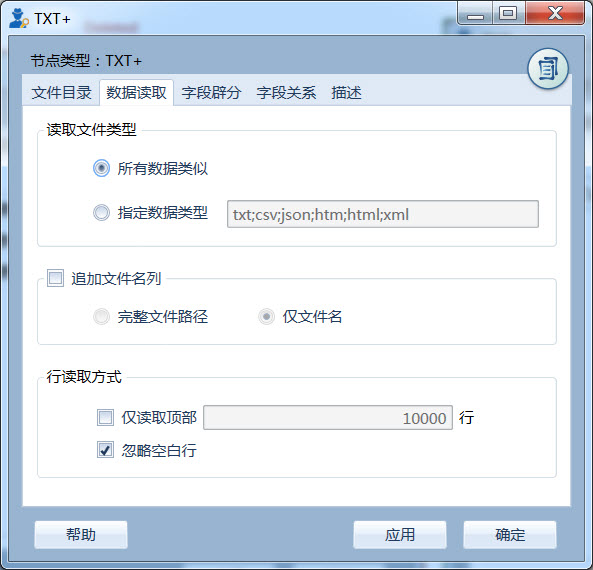 TXT+
节点类型：TXT+
文件目录 数据读取 字段辟分 字段关系 描述
读取文件类型
所有数据类似
指定数据类型 txt;csv;json;htm;html;xml
追加文件名列
完整文件路径 仅文件名
行读取方式
仅读取顶部 10000 行
忽略空白行
帮助 应用 确定